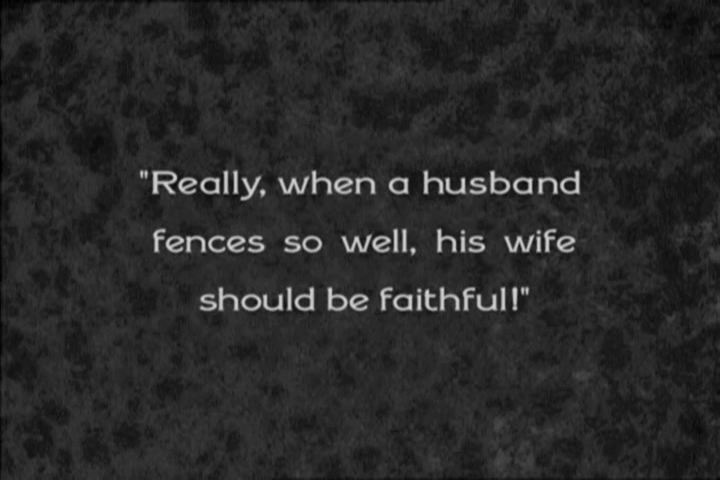 "Really, when a husband
fences so well, his wife
should be faithful!"